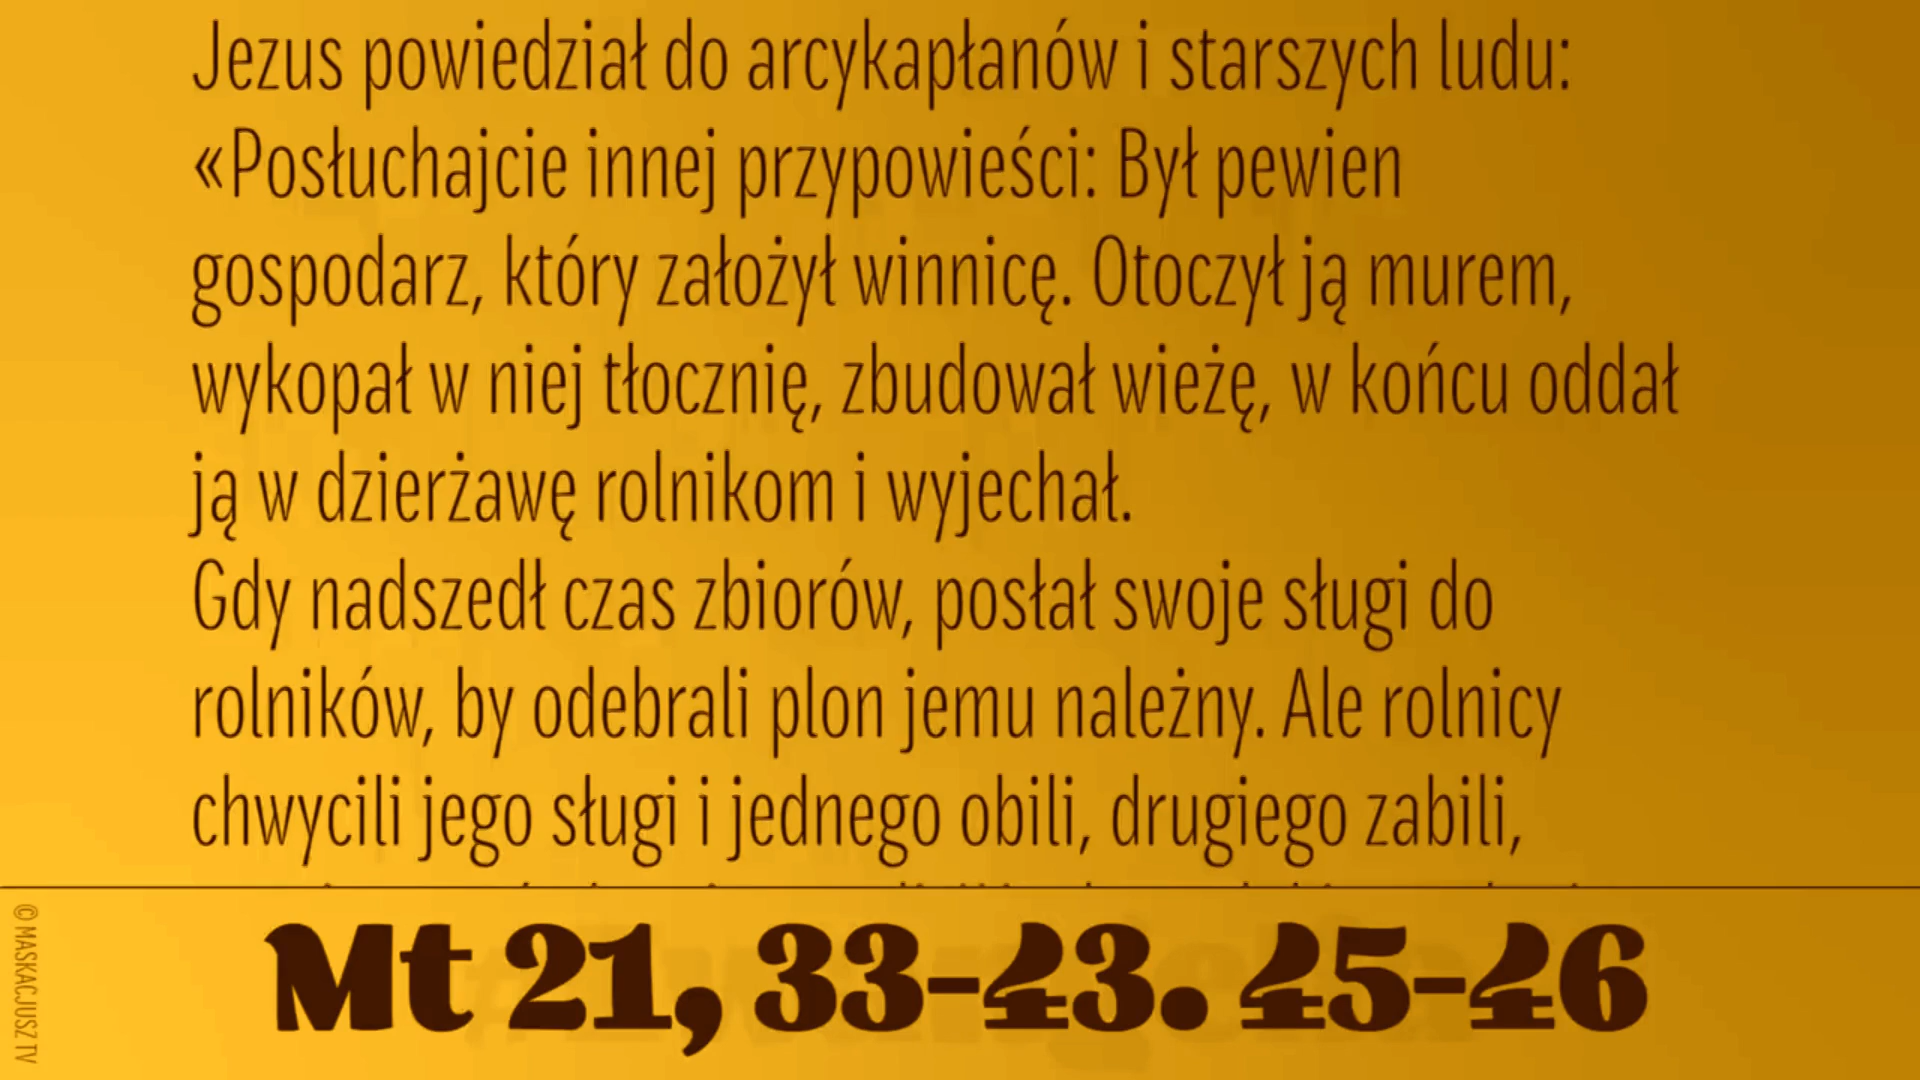 Jezus powiedział do arcykapłanów i starszych ludu:
«Posłuchajcie innej przypowieści: Był pewien
gospodarz, który założył winnicę. Otoczył ją murem,
wykopał w niej tłocznię, zbudował wieżę, w końcu oddał
ją w dzierżawę rolnikom i wyjechał.
Gdy nadszedł czas zbiorów, posłał swoje sługi do
rolników, by odebrali plon jemu należny. Ale rolnicy
chwycili jego sługi i jednego obili, drugiego zabili,
Mt 21, 33-43. 45-46
© MASKACJUSZ TV